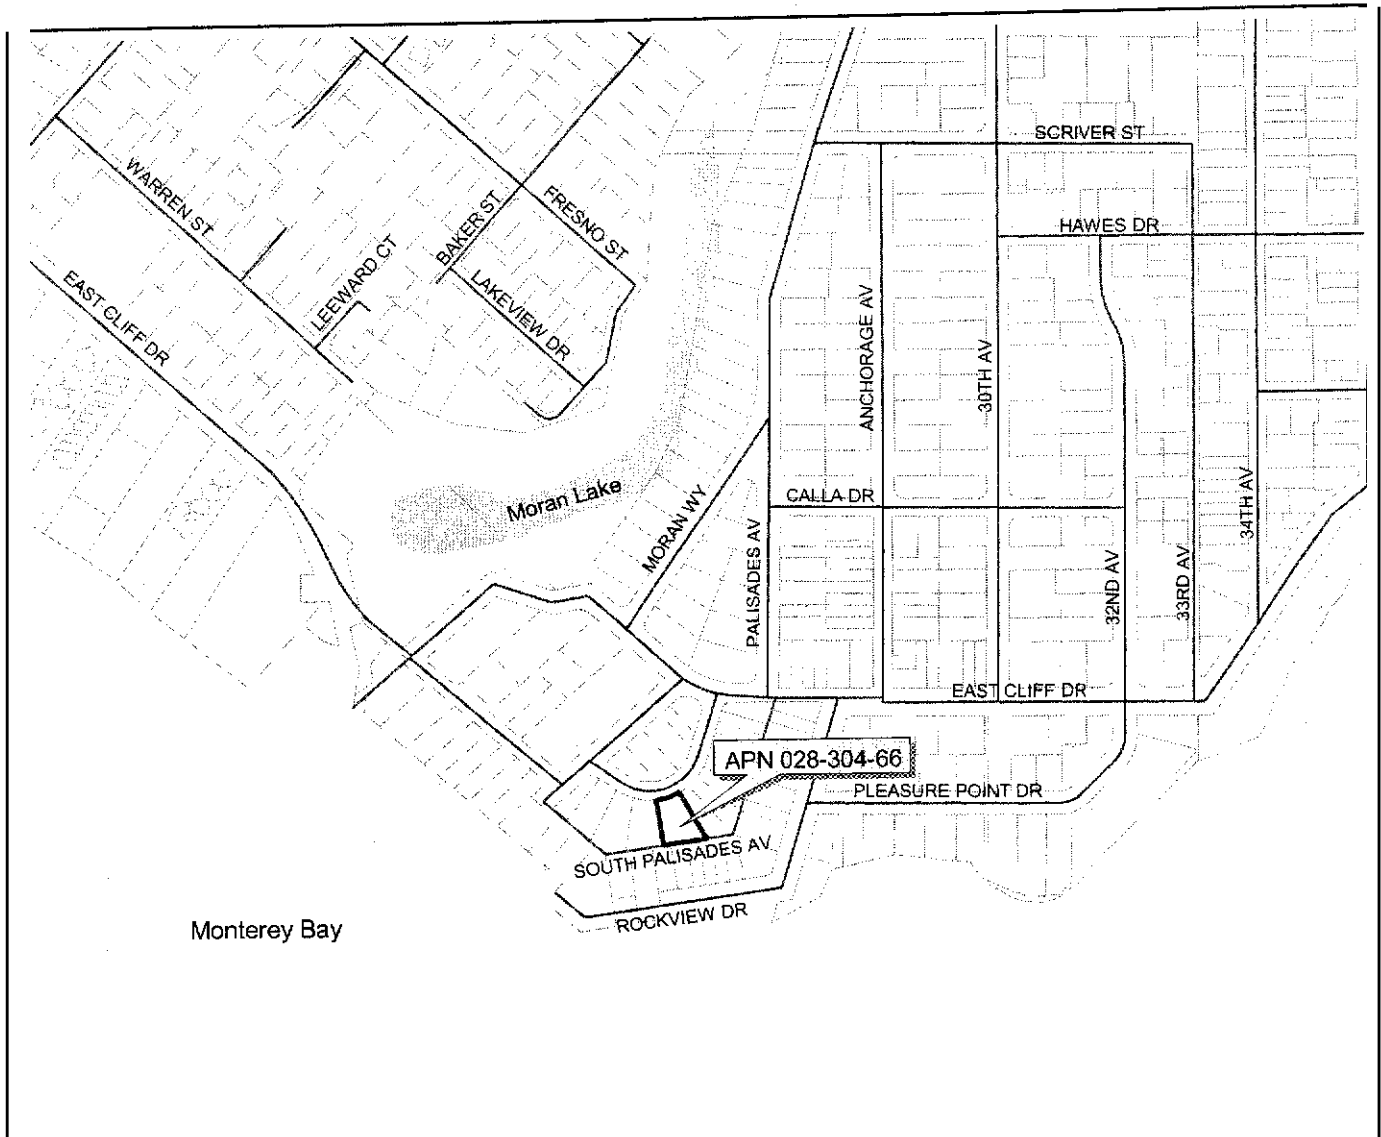 SCRIVER ST
HAWES DR
WARREN ST
BAKER ST
FRESNO ST
LEEWARD CT
LAKEVIEW DR
EAST CLIFF DR
ANCHORAGE AV
30TH AV
Moran Lake
CALLA DR
34TH AV
MORAN WY
PALISADES AV
32ND AV
33RD AV
EAST CLIFF DR
APN 028-304-66
PLEASURE POINT DR
SOUTH PALISADES AV
ROCKVIEW DR
Monterey Bay